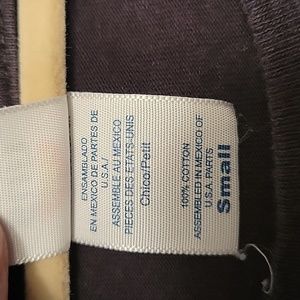 ENSAMBLADO
EN MEXICO DE PARTES DE
U.S.A./
ASSEMBLE AU MEXICO
PIECES DES ETATS-UNIS
Chico/Petit
100% COTTON
ASSEMBLED IN MEXICO OF
U.S.A. PARTS
Small